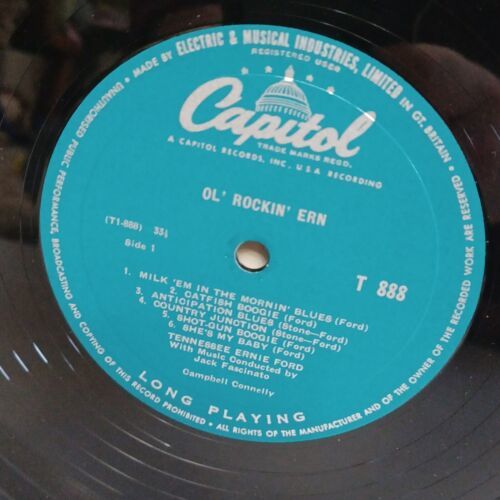 MADE BY ELECTRIC & MUSICAL INDUSTRIES, LIMITED IN GT. BRITAIN • ALL RIGHTS OF THE MANUFACTURER AND OF THE OWNER OF THE RECORDED WORK ARE RESERVED
UNAUTHORISED PUBLIC PERFORMANCE, BROADCASTING AND COPYING OF THIS RECORD PROHIBITED •
REGISTERED USER
Capitol
TRADE MARKS REGD.
A CAPITOL RECORDS, INC., U.S.A. RECORDING
OL' ROCKIN' ERN
(T1-888) 33⅓
Side 1
T 888
1. MILK 'EM IN THE MORNIN' BLUES (Ford)
2. CATFISH BOOGIE (Ford)
3. ANTICIPATION BLUES (Stone—Ford)
4. COUNTRY JUNCTION (Stone—Ford)
5. SHOT-GUN BOOGIE (Ford)
6. SHE'S MY BABY (Ford)
TENNESSEE ERNIE FORD
With Music Conducted by
Jack Fascinato
Campbell Connelly
LONG PLAYING